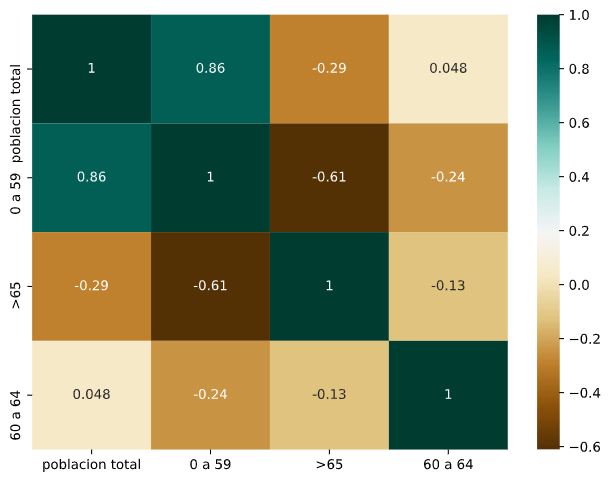 poblacion total 1 0.86 -0.29 0.048
0 a 59 0.86 1 -0.61 -0.24
>65 -0.29 -0.61 1 -0.13
60 a 64 0.048 -0.24 -0.13 1
poblacion total 0 a 59 >65 60 a 64
1.0
0.8
0.6
0.4
0.2
0.0
−0.2
−0.4
−0.6